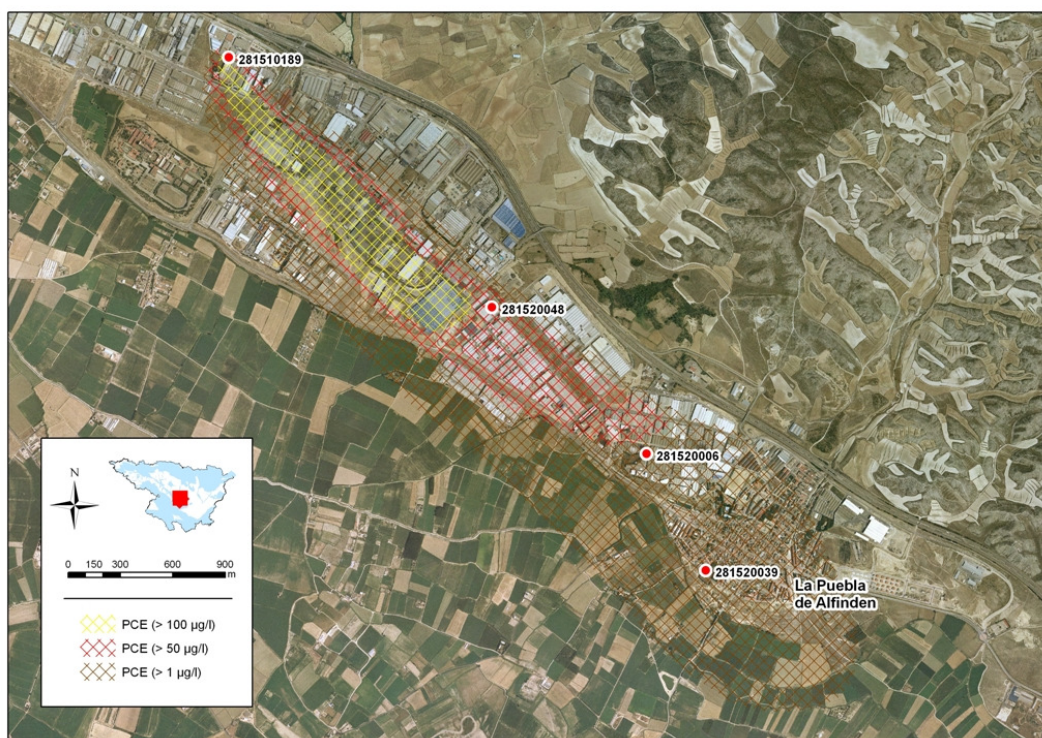 281510189
281520048
281520006
281520039
La Puebla
de Alfinden
N
0 150 300 600 900
m
PCE (> 100 µg/l)
PCE (> 50 µg/l)
PCE (> 1 µg/l)